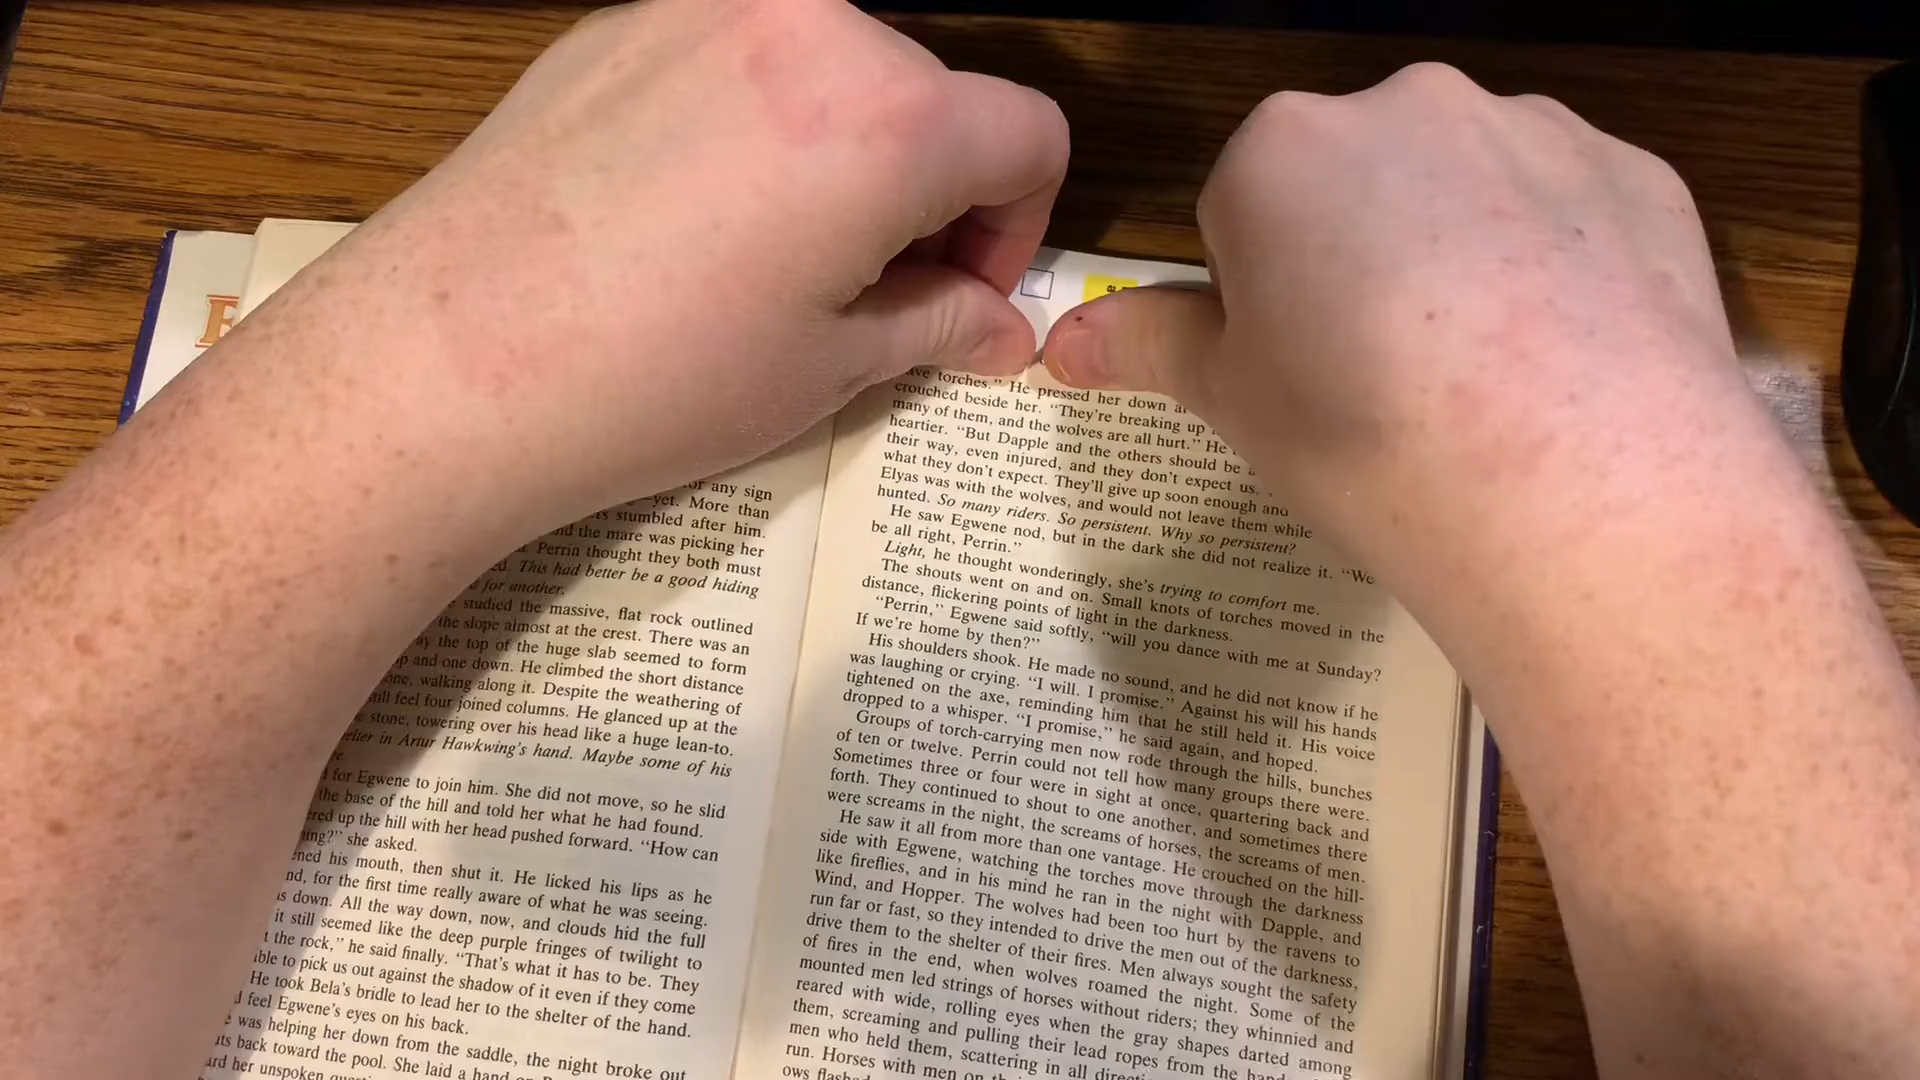 E
B
or any sign
—yet. More than
stumbled after him.
nd the mare was picking her
Perrin thought they both must
ed. This had better be a good hiding
for another.
studied the massive, flat rock outlined
the slope almost at the crest. There was an
ay the top of the huge slab seemed to form
p and one down. He climbed the short distance
one, walking along it. Despite the weathering of
ill feel four joined columns. He glanced up at the
stone, towering over his head like a huge lean-to.
elter in Artur Hawkwing's hand. Maybe some of his
re.
for Egwene to join him. She did not move, so he slid
the base of the hill and told her what he had found.
ered up the hill with her head pushed forward. "How can
hing?" she asked.
ened his mouth, then shut it. He licked his lips as he
nd, for the first time really aware of what he was seeing.
s down. All the way down, now, and clouds hid the full
it still seemed like the deep purple fringes of twilight to
t the rock," he said finally. "That's what it has to be. They
ble to pick us out against the shadow of it even if they come
He took Bela's bridle to lead her to the shelter of the hand.
d feel Egwene's eyes on his back.
was helping her down from the saddle, the night broke out
uts back toward the pool. She laid a hand on
ard her unspoken
ave torches." He pressed her down
crouched beside her. "They're breaking up
many of them, and the wolves are all hurt." He
heartier. "But Dapple and the others should be
their way, even injured, and they don't expect us.
what they don't expect. They'll give up soon enough and
Elyas was with the wolves, and would not leave them while
hunted. So many riders. So persistent. Why so persistent?
He saw Egwene nod, but in the dark she did not realize it. "We
be all right, Perrin."
Light, he thought wonderingly, she's trying to comfort me.
The shouts went on and on. Small knots of torches moved in the
distance, flickering points of light in the darkness.
"Perrin," Egwene said softly, "will you dance with me at Sunday?
If we're home by then?"
His shoulders shook. He made no sound, and he did not know if he
was laughing or crying. "I will. I promise." Against his will his hands
tightened on the axe, reminding him that he still held it. His voice
dropped to a whisper. "I promise," he said again, and hoped.
Groups of torch-carrying men now rode through the hills, bunches
of ten or twelve. Perrin could not tell how many groups there were.
Sometimes three or four were in sight at once, quartering back and
forth. They continued to shout to one another, and sometimes there
were screams in the night, the screams of horses, the screams of men.
He saw it all from more than one vantage. He crouched on the hill-
side with Egwene, watching the torches move through the darkness
like fireflies, and in his mind he ran in the night with Dapple, and
Wind, and Hopper. The wolves had been too hurt by the ravens to
run far or fast, so they intended to drive the men out of the darkness,
drive them to the shelter of their fires. Men always sought the safety
of fires in the end, when wolves roamed the night. Some of the
mounted men led strings of horses without riders; they whinnied and
reared with wide, rolling eyes when the gray shapes darted among
them, screaming and pulling their lead ropes from the
men who held them, scattering in all
run. Horses with men on
ows